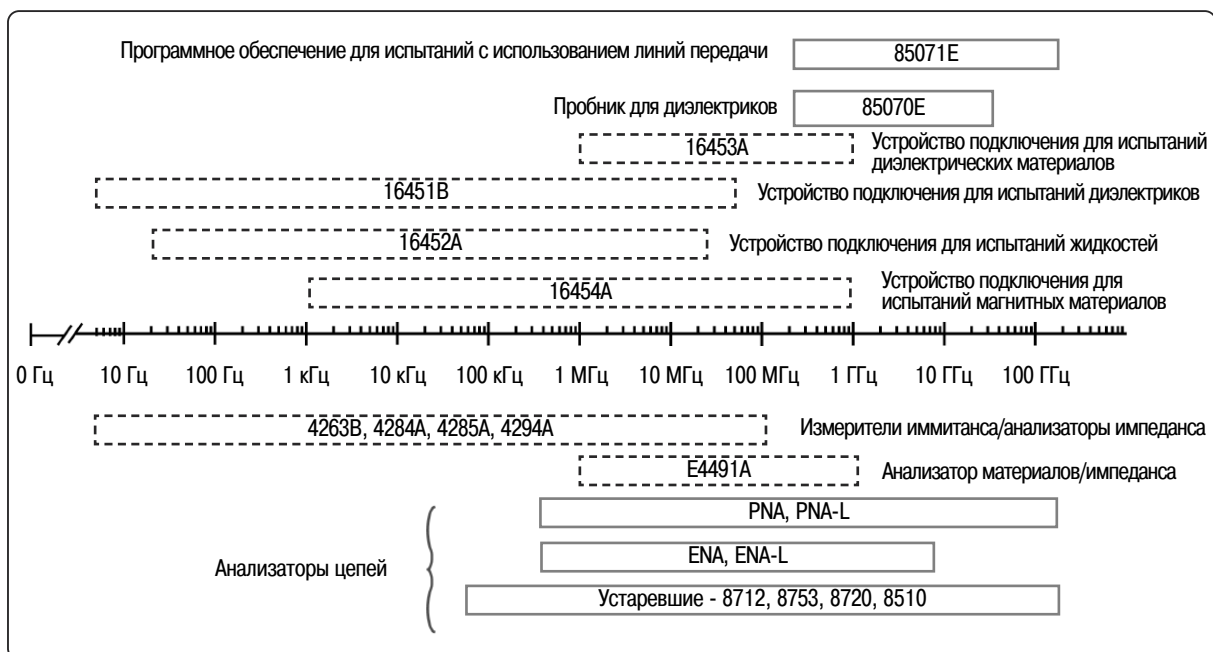 Программное обеспечение для испытаний с использованием линий передачи
85071E
Пробник для диэлектриков
85070E
16453A
Устройство подключения для испытаний
диэлектрических материалов
16451B
Устройство подключения для испытаний диэлектриков
16452A
Устройство подключения для испытаний жидкостей
16454A
Устройство подключения для
испытаний магнитных материалов
0 Гц 10 Гц 100 Гц 1 кГц 10 кГц 100 кГц 1 МГц 10 МГц 100 МГц 1 ГГц 10 ГГц 100 ГГц
4263B, 4284A, 4285A, 4294A
Измерители иммитанса/анализаторы импеданса
E4491A
Анализатор материалов/импеданса
PNA, PNA-L
Анализаторы цепей
ENA, ENA-L
Устаревшие - 8712, 8753, 8720, 8510